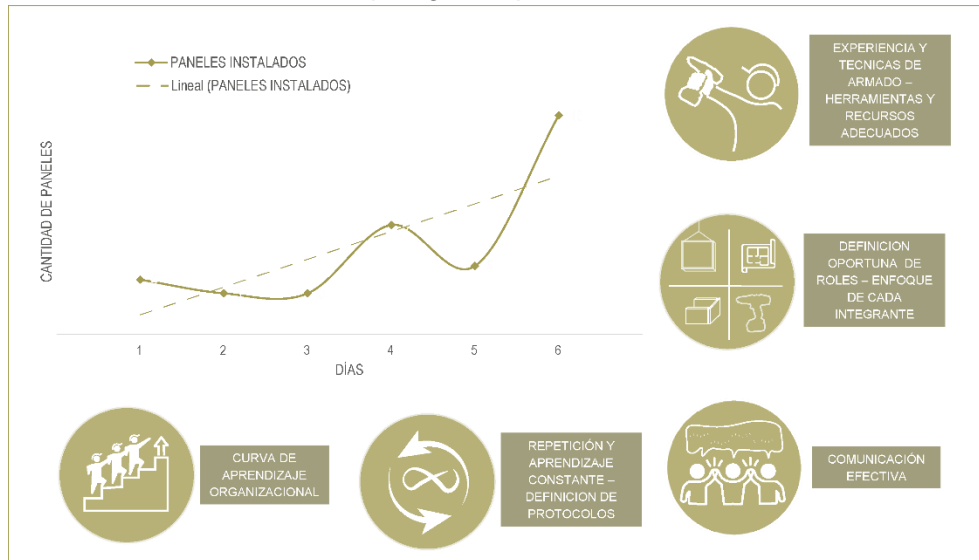 PANELES INSTALADOS
Lineal (PANELES INSTALADOS)
CANTIDAD DE PANELES
1 2 3 4 5 6
DÍAS
EXPERIENCIA Y
TECNICAS DE
ARMADO –
HERRAMIENTAS Y
RECURSOS
ADECUADOS
DEFINICION
OPORTUNA DE
ROLES – ENFOQUE
DE CADA
INTEGRANTE
CURVA DE
APRENDIZAJE
ORGANIZACIONAL
REPETICIÓN Y
APRENDIZAJE
CONSTANTE –
DEFINICION DE
PROTOCOLOS
COMUNICACIÓN
EFECTIVA